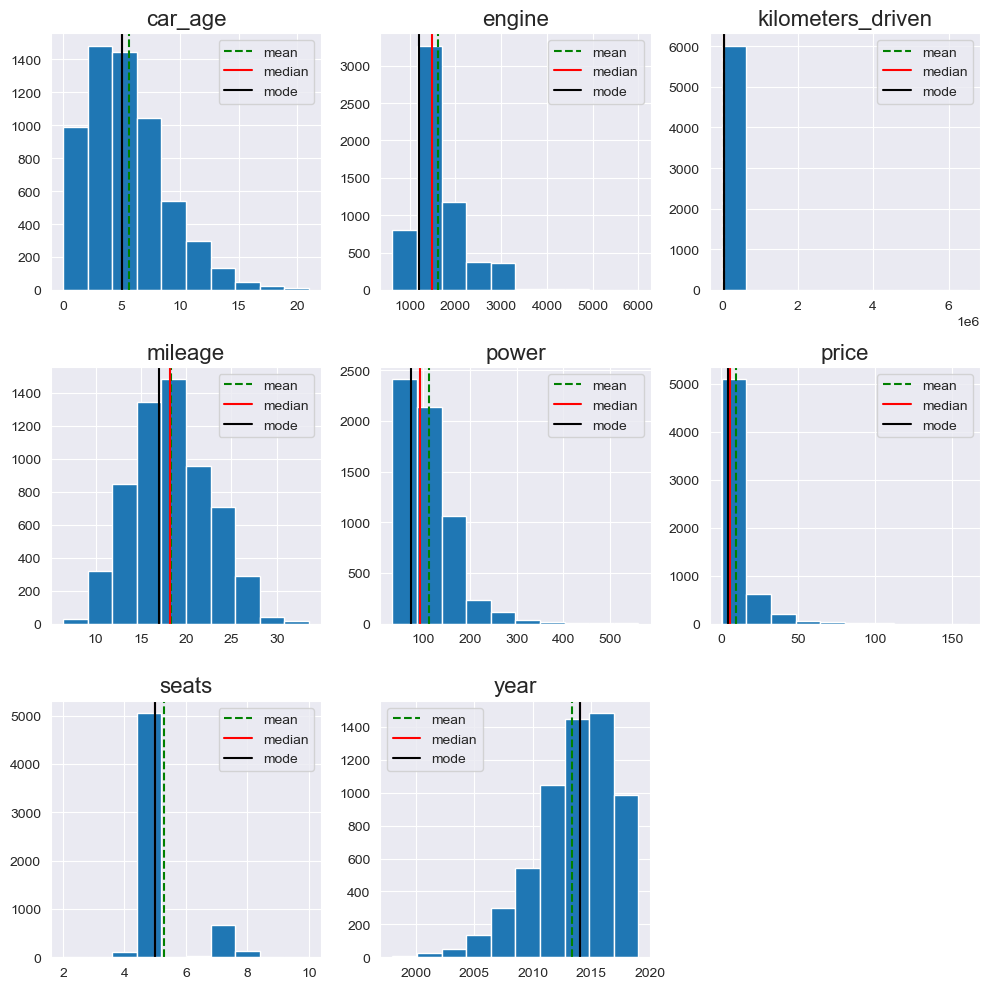 car_age
mean
median
mode
1400
1200
1000
800
600
400
200
0
0 5 10 15 20
engine
mean
median
mode
3000
2500
2000
1500
1000
500
0
1000 2000 3000 4000 5000 6000
kilometers_driven
mean
median
mode
6000
5000
4000
3000
2000
1000
0
0 2 4 6
1e6
mileage
mean
median
mode
1400
1200
1000
800
600
400
200
0
10 15 20 25 30
power
mean
median
mode
2500
2000
1500
1000
500
0
100 200 300 400 500
price
mean
median
mode
5000
4000
3000
2000
1000
0
0 50 100 150
seats
mean
median
mode
5000
4000
3000
2000
1000
0
2 4 6 8 10
year
mean
median
mode
1400
1200
1000
800
600
400
200
0
2000 2005 2010 2015 2020